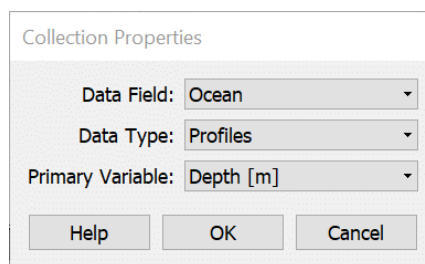 Collection Properties
Data Field: Ocean
Data Type: Profiles
Primary Variable: Depth [m]
Help OK Cancel